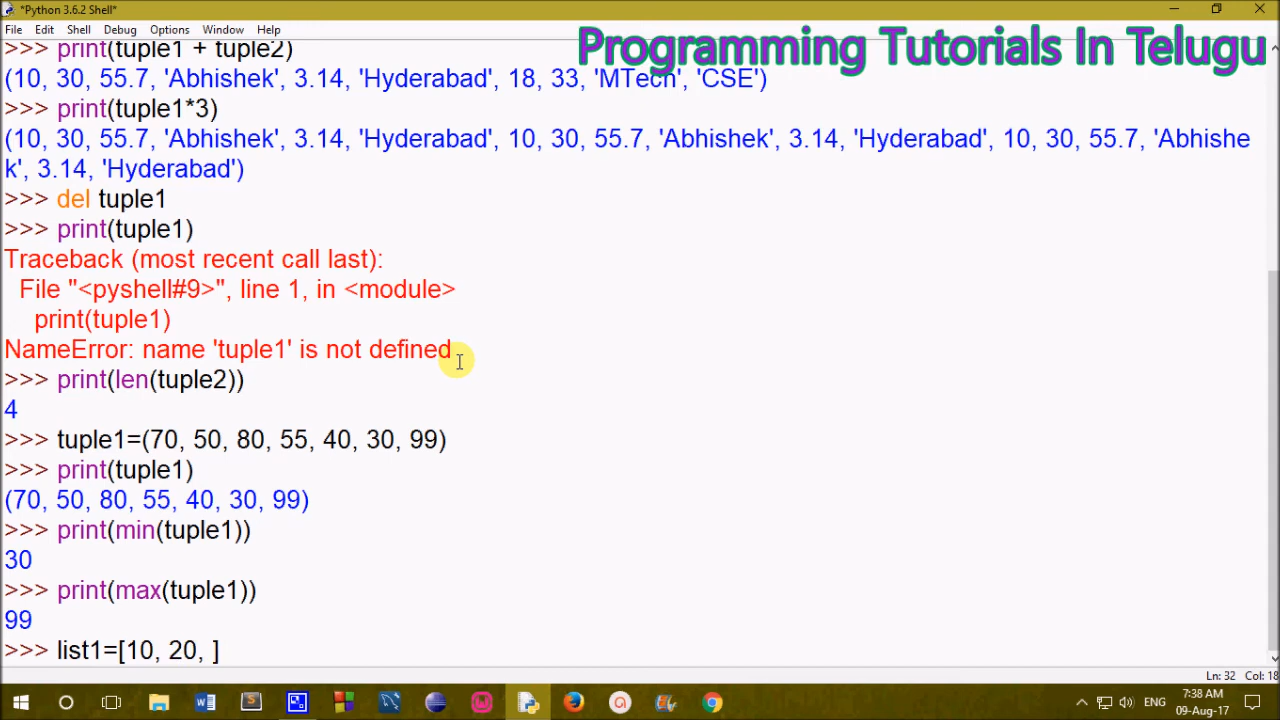 *Python 3.6.2 Shell*
File Edit Shell Debug Options Window Help
Programming Tutorials In Telugu
>>> print(tuple1 + tuple2)
(10, 30, 55.7, 'Abhishek', 3.14, 'Hyderabad', 18, 33, 'MTech', 'CSE')
>>> print(tuple1*3)
(10, 30, 55.7, 'Abhishek', 3.14, 'Hyderabad', 10, 30, 55.7, 'Abhishek', 3.14, 'Hyderabad', 10, 30, 55.7, 'Abhishe
k', 3.14, 'Hyderabad')
>>> del tuple1
>>> print(tuple1)
Traceback (most recent call last):
File "<pyshell#9>", line 1, in <module>
print(tuple1)
NameError: name 'tuple1' is not defined
>>> print(len(tuple2))
4
>>> tuple1=(70, 50, 80, 55, 40, 30, 99)
>>> print(tuple1)
(70, 50, 80, 55, 40, 30, 99)
>>> print(min(tuple1))
30
>>> print(max(tuple1))
99
>>> list1=[10, 20, ]
Ln: 32 Col: 18
ENG
7:38 AM
09-Aug-17